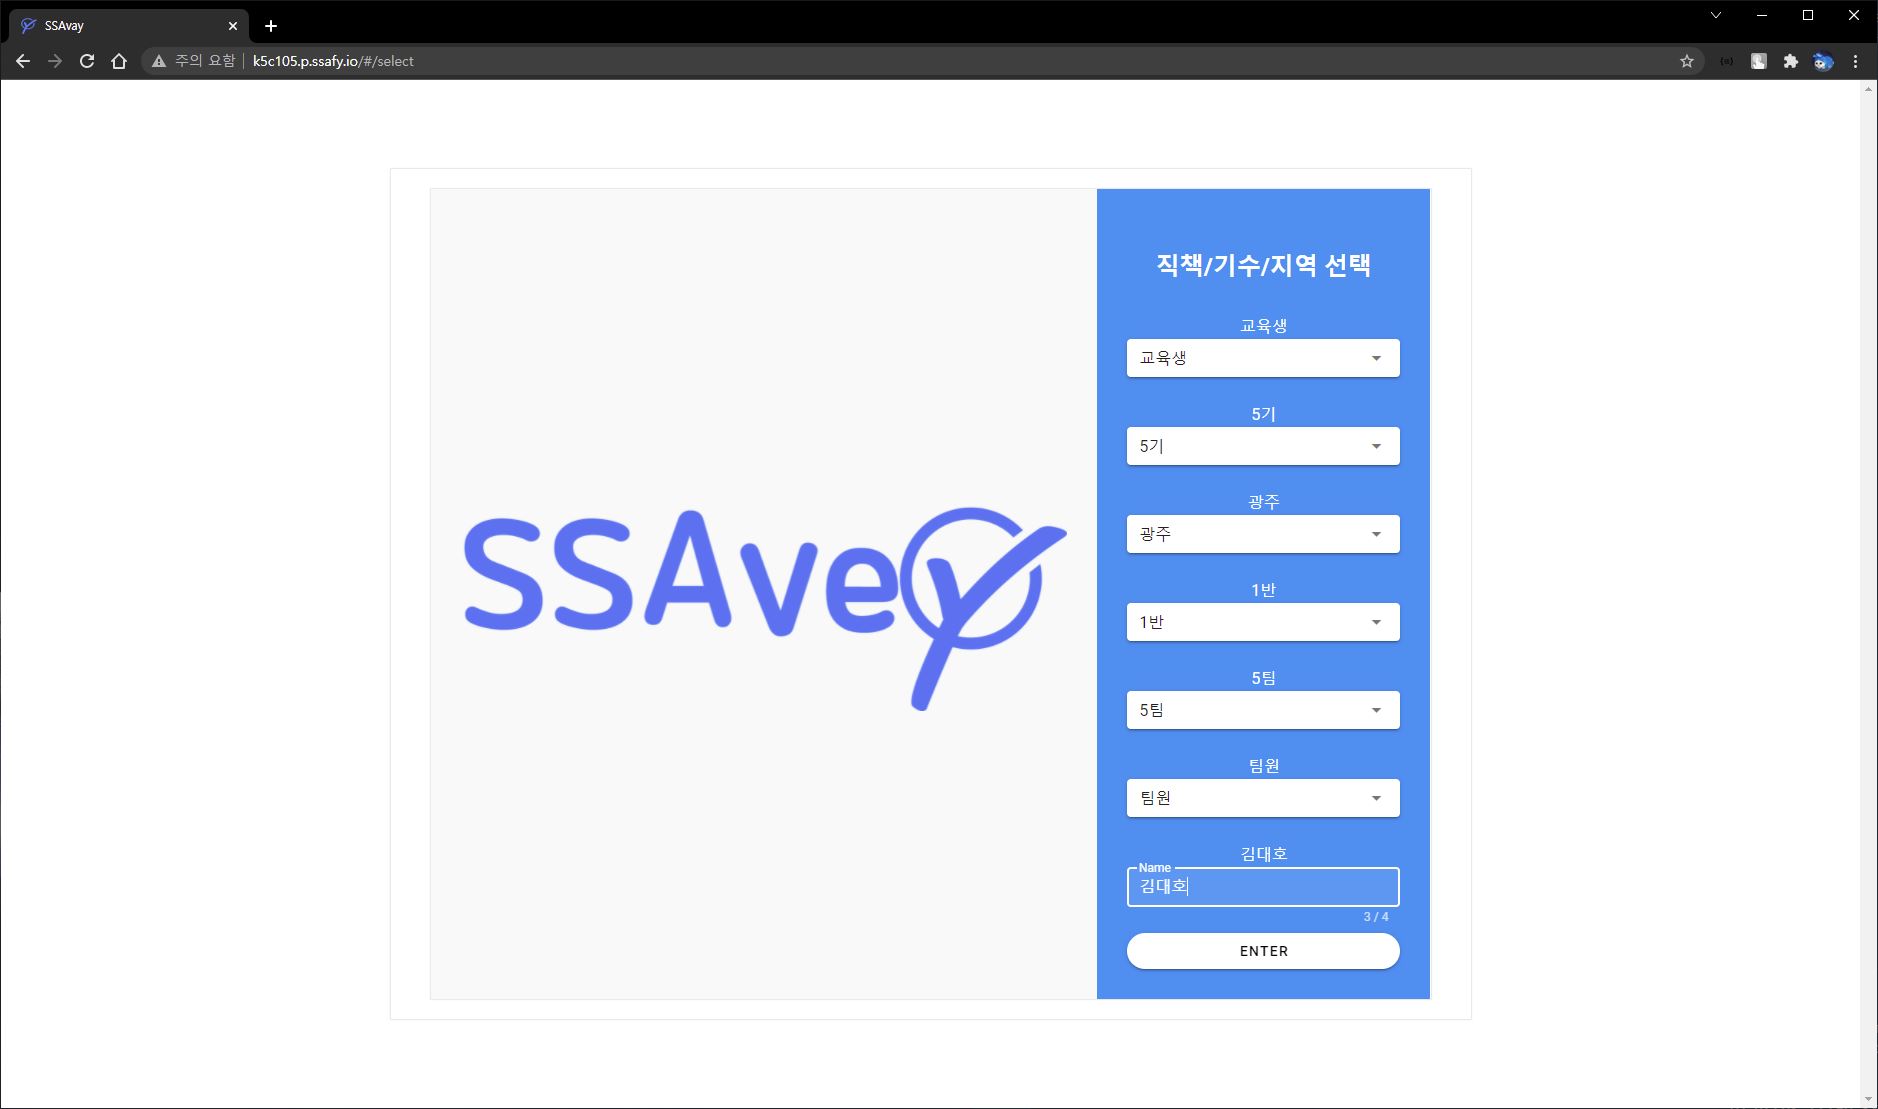 SSAvay
주의 요함
k5c105.p.ssafy.io/#/select
SSAvey
직책/기수/지역 선택
교육생
교육생
5기
5기
광주
광주
1반
1반
5팀
5팀
팀원
팀원
김대호
Name
김대호
3 / 4
ENTER